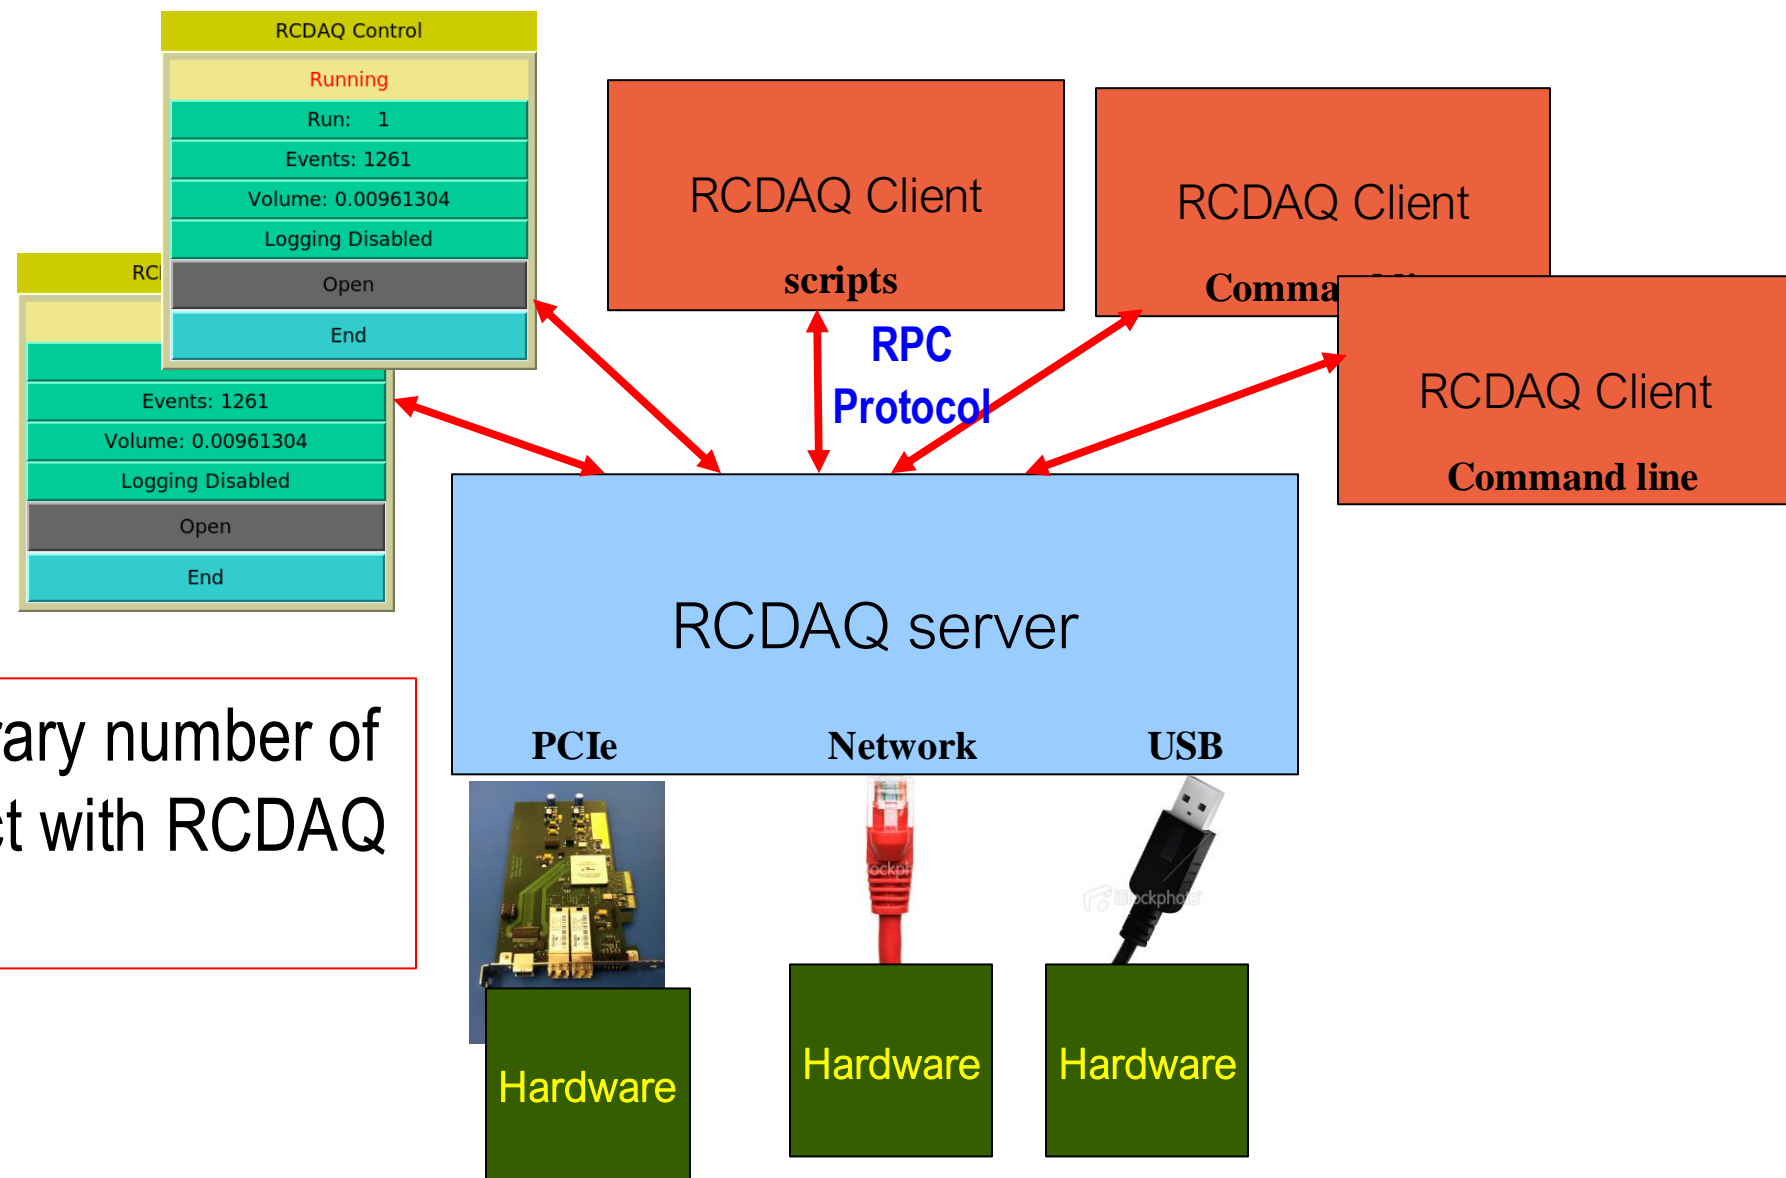 RCDAQ Control
Running
Run: 1
Events: 1261
Volume: 0.00961304
Logging Disabled
Open
End
Events: 1261
Volume: 0.00961304
Logging Disabled
Open
End
RCDAQ Client
scripts
RCDAQ Client
RCDAQ Client
Command line
RPC
Protocol
RCDAQ server
PCIe
Network
USB
number of
with RCDAQ
Hardware
Hardware
Hardware